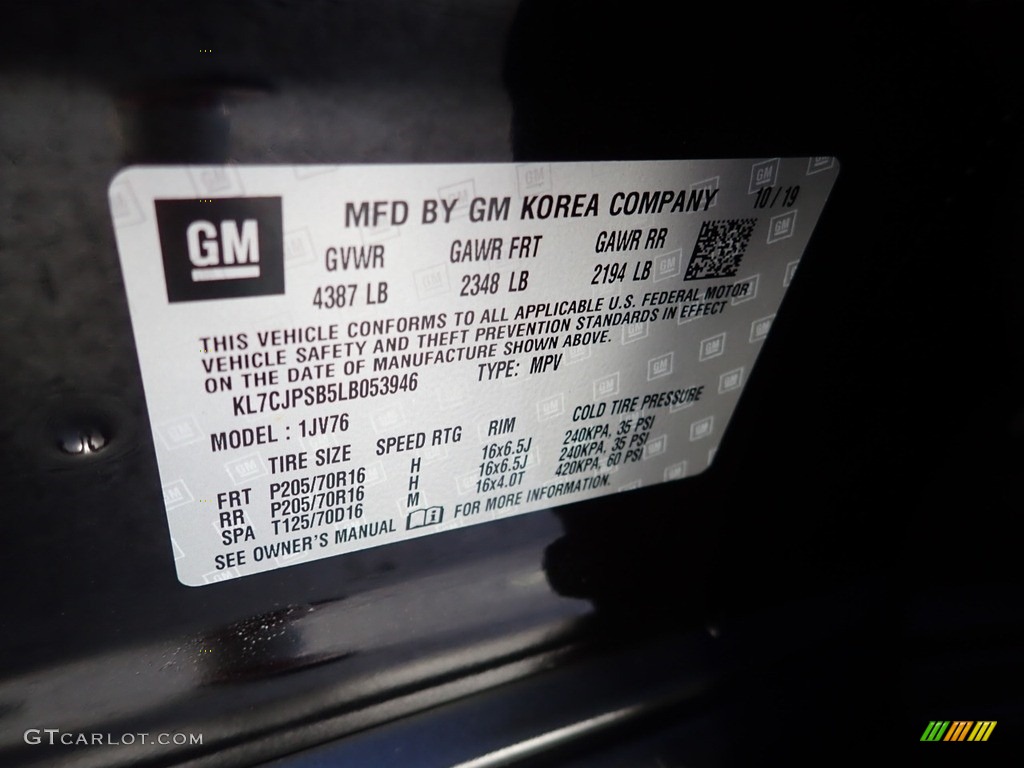 GM
MFD BY GM KOREA COMPANY 10/19
GVWR GAWR FRT GAWR RR
4387 LB 2348 LB 2194 LB
THIS VEHICLE CONFORMS TO ALL APPLICABLE U.S. FEDERAL MOTOR
VEHICLE SAFETY AND THEFT PREVENTION STANDARDS IN EFFECT
ON THE DATE OF MANUFACTURE SHOWN ABOVE.
KL7CJPSB5LB053946 TYPE: MPV
MODEL : 1JV76
TIRE SIZE SPEED RTG RIM COLD TIRE PRESSURE
FRT P205/70R16 H 16x6.5J 240KPA, 35 PSI
RR P205/70R16 H 16x6.5J 240KPA, 35 PSI
SPA T125/70D16 M 16x4.0T 420KPA, 60 PSI
SEE OWNER'S MANUAL FOR MORE INFORMATION.
GTCARLOT.COM